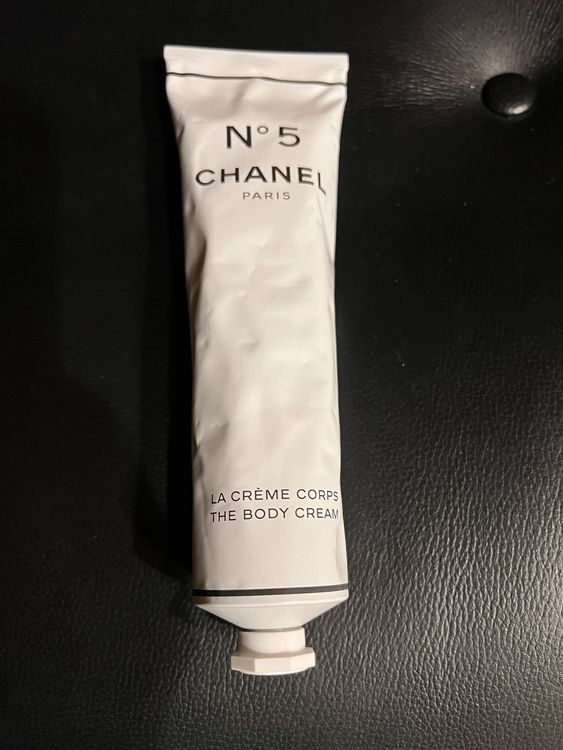 N°5
CHANEL
PARIS
LA CRÈME CORPS
THE BODY CREAM